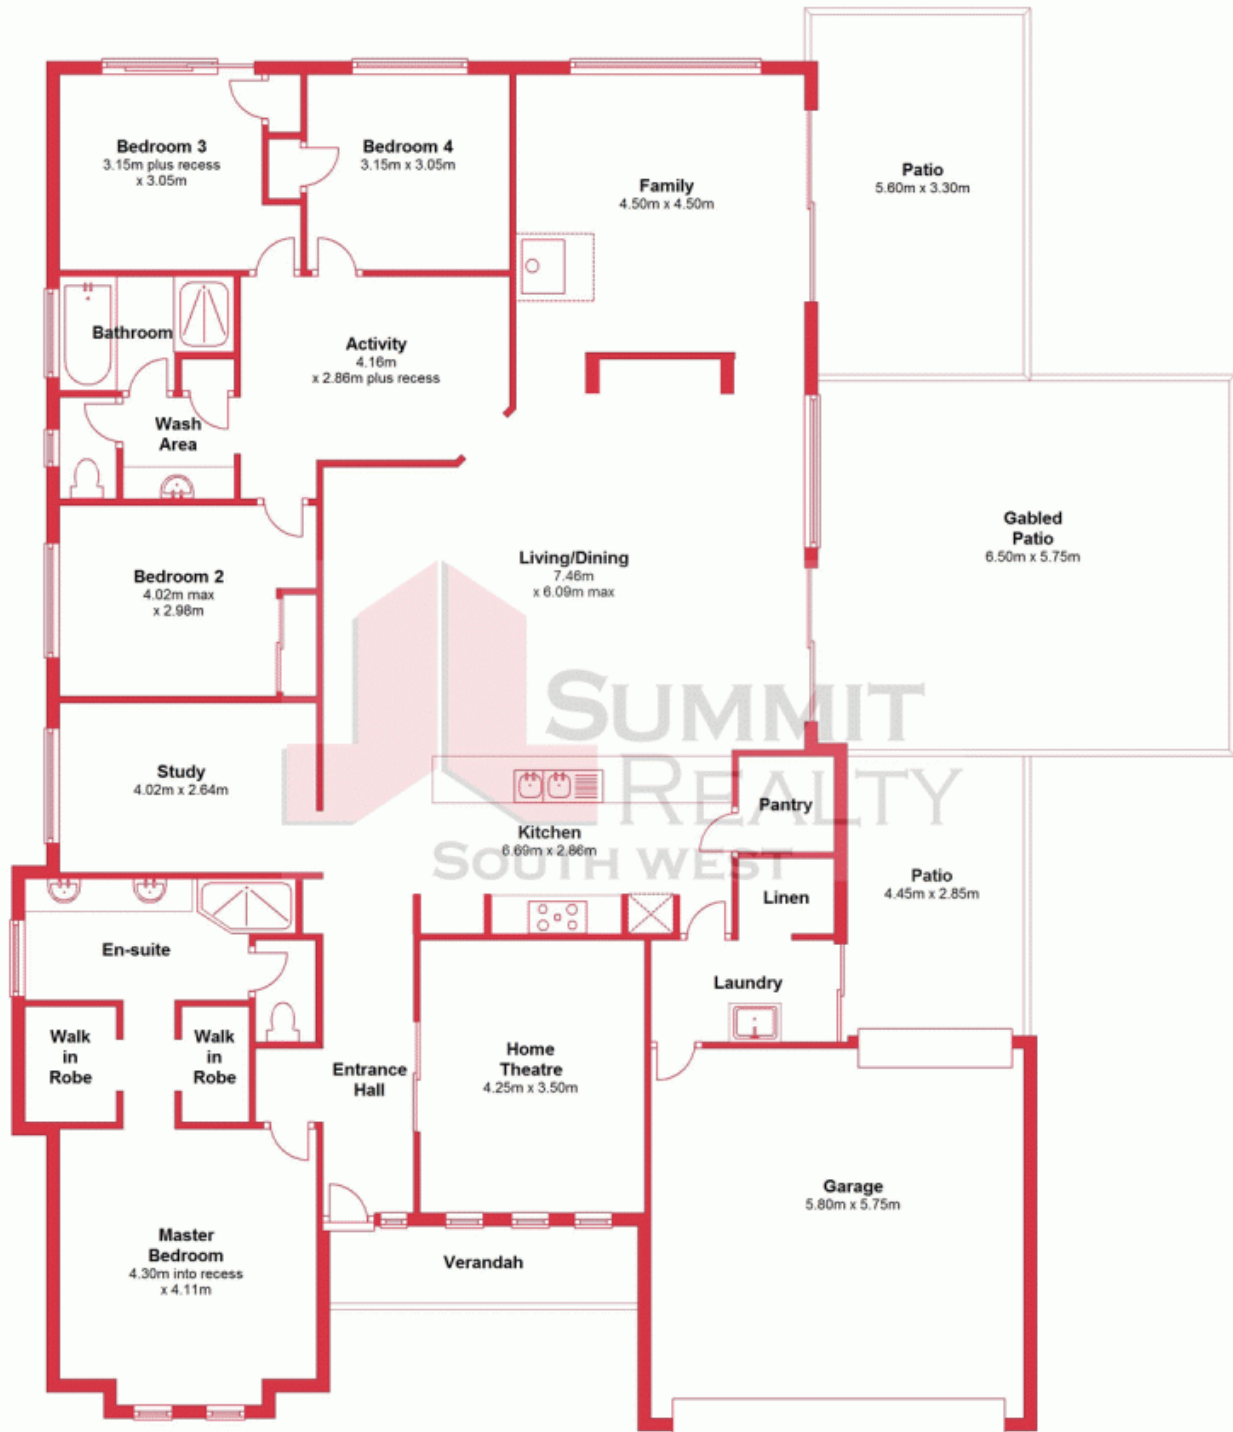 Bedroom 3
3.15m plus recess
x 3.05m
Bedroom 4
3.15m x 3.05m
Family
4.50m x 4.50m
Patio
5.60m x 3.30m
Bathroom
Activity
4.16m
x 2.86m plus recess
Wash
Area
Gabled
Patio
6.50m x 5.75m
Living/Dining
7.46m
x 6.09m max
Bedroom 2
4.02m max
x 2.98m
SUMMIT
REALTY
SOUTH WEST
Study
4.02m x 2.64m
Kitchen
6.69m x 2.86m
Pantry
Linen
Patio
4.45m x 2.85m
En-suite
Laundry
Walk
in
Robe
Walk
in
Robe
Entrance
Hall
Home
Theatre
4.25m x 3.50m
Garage
5.80m x 5.75m
Master
Bedroom
4.30m into recess
x 4.11m
Verandah